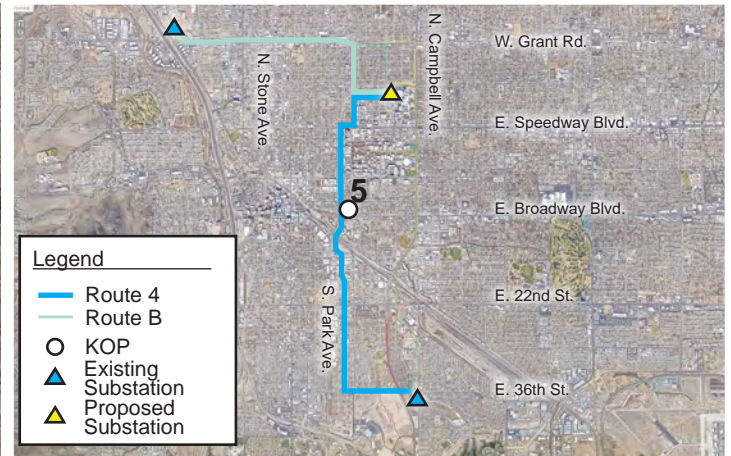 W. Grant Rd.
N. Stone Ave.
N. Campbell Ave.
E. Speedway Blvd.
5
E. Broadway Blvd.
E. 22nd St.
S. Park Ave.
E. 36th St.
Legend
Route 4
Route B
KOP
Existing
Substation
Proposed
Substation